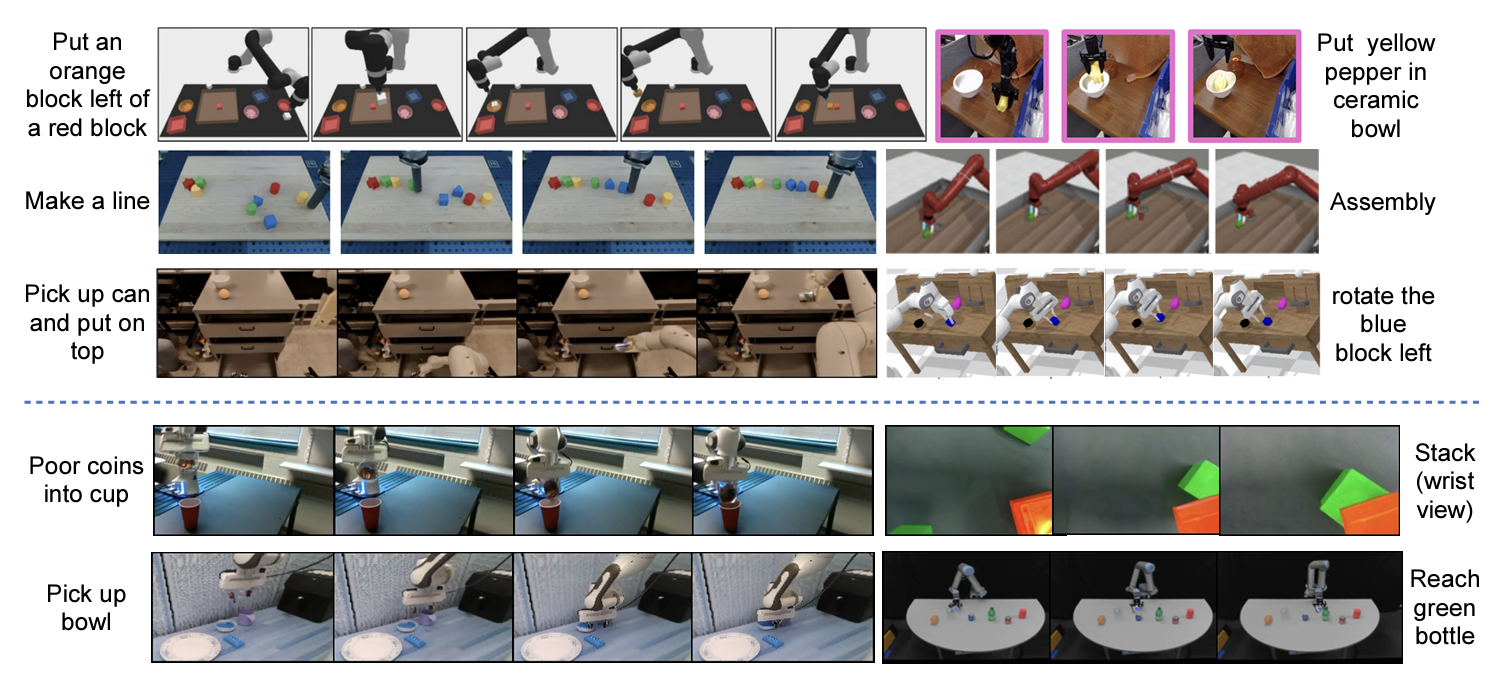 Put an
orange
block left of
a red block
Put yellow
pepper in
ceramic
bowl
Make a line
Assembly
Pick up can
and put on
top
rotate the
blue
block left
Poor coins
into cup
Stack
(wrist
view)
Pick up
bowl
Reach
green
bottle